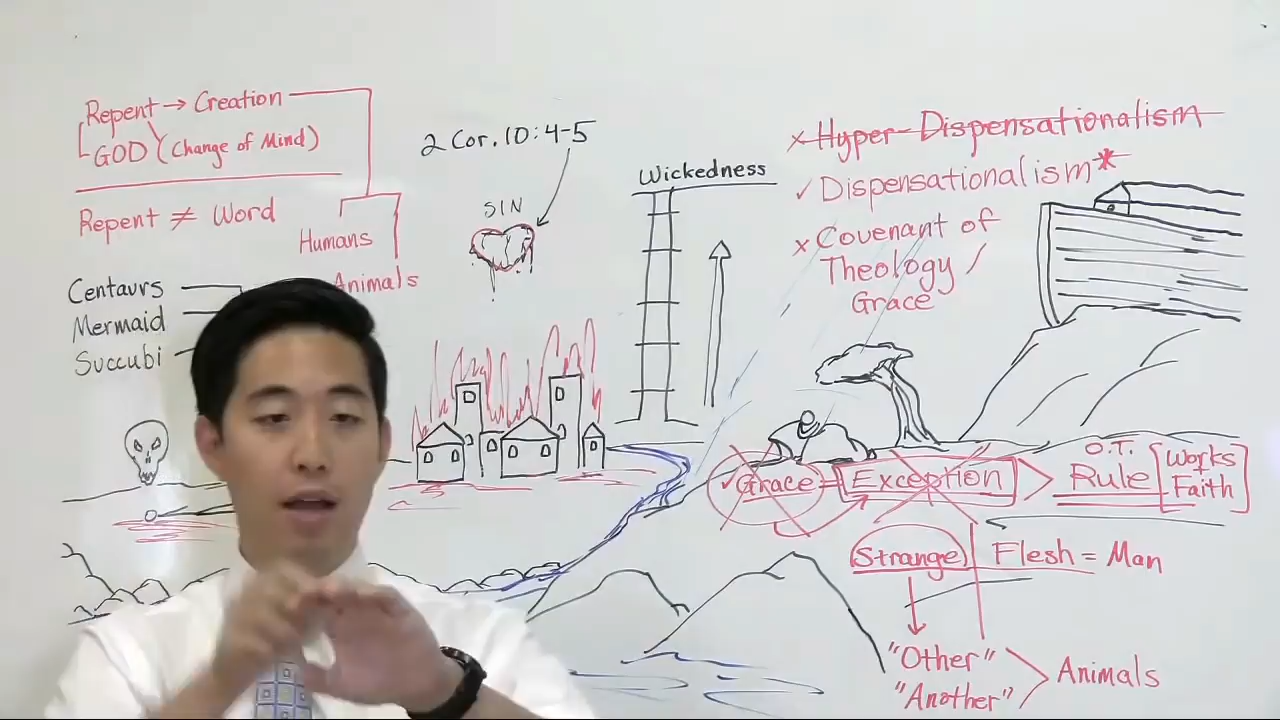 Repent → Creation
GOD (Change of Mind)
Repent ≠ Word
Humans
Animals
Centaurs
Mermaid
Succubi
2 Cor. 10:4-5
SIN
Wickedness
x Hyper-Dispensationalism
✓ Dispensationalism*
x Covenant of
Theology /
Grace
✓Grace = Exception > O.T. Rule [Works + Faith]
Strange Flesh = Man
"Other"
"Another"
Animals